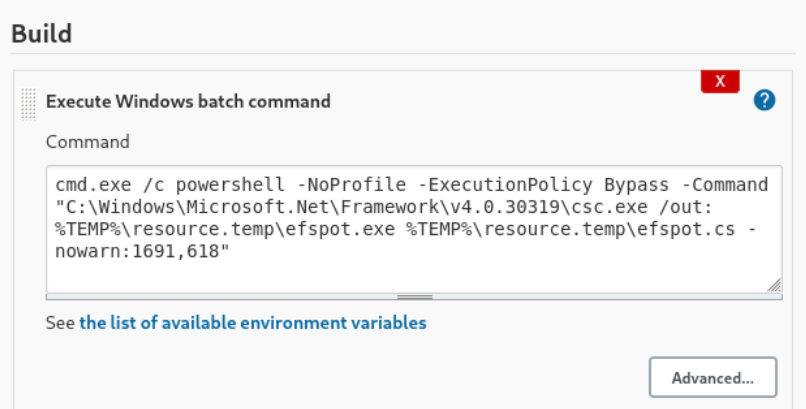 Build
X
Execute Windows batch command
?
Command
cmd.exe /c powershell -NoProfile -ExecutionPolicy Bypass -Command
"C:\Windows\Microsoft.Net\Framework\v4.0.30319\csc.exe /out:
%TEMP%\resource.temp\efspot.exe %TEMP%\resource.temp\efspot.cs -
nowarn:1691,618"
See the list of available environment variables
Advanced...